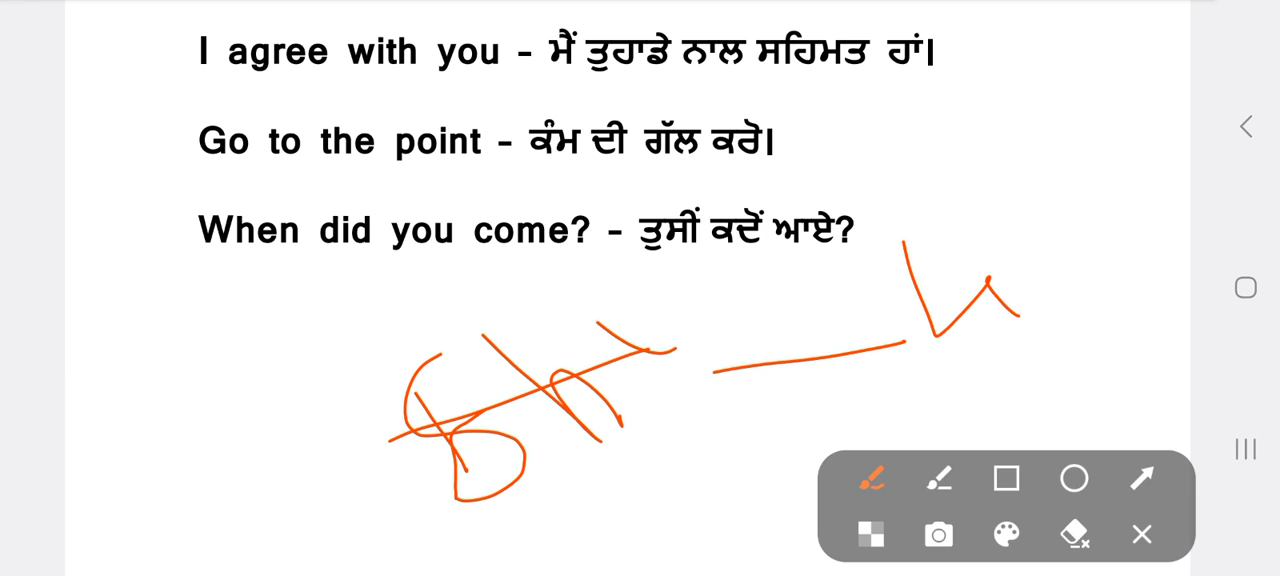 I agree with you - ਮੈਂ ਤੁਹਾਡੇ ਨਾਲ ਸਹਿਮਤ ਹਾਂ।
Go to the point - ਕੰਮ ਦੀ ਗੱਲ ਕਰੋ।
When did you come? - ਤੁਸੀਂ ਕਦੋਂ ਆਏ?